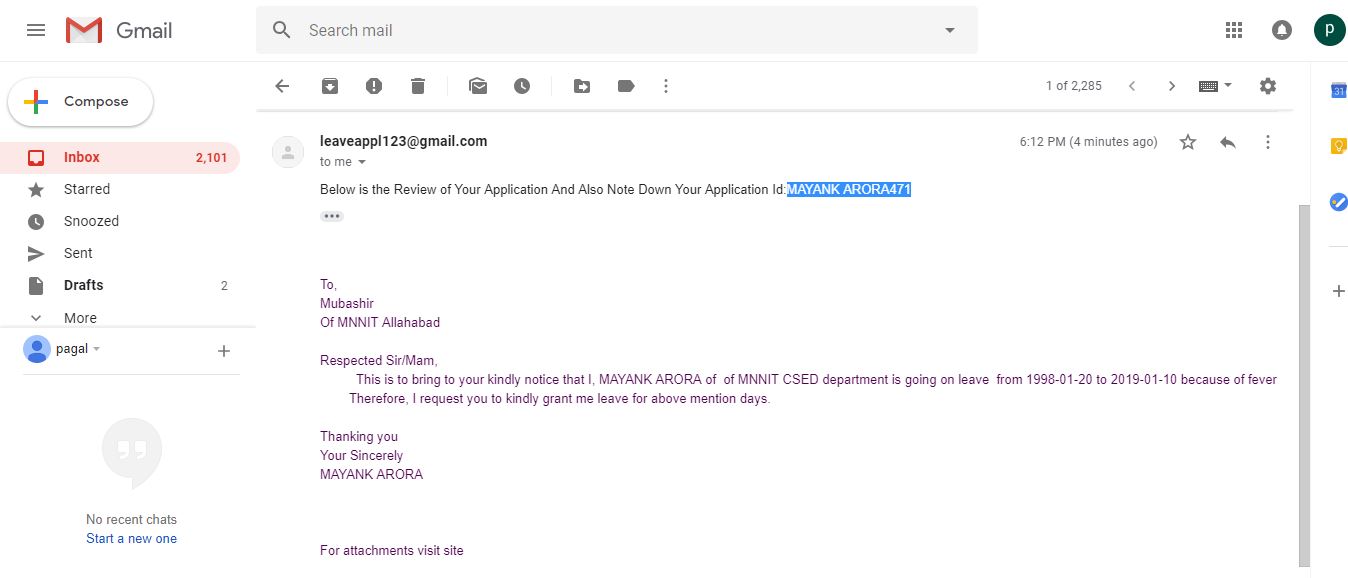 Gmail
Search mail
p
Compose
1 of 2,285
31
Inbox 2,101
Starred
Snoozed
Sent
Drafts 2
More
pagal
No recent chats
Start a new one
leaveappl123@gmail.com
6:12 PM (4 minutes ago)
to me
Below is the Review of Your Application And Also Note Down Your Application Id:MAYANK ARORA471
To,
Mubashir
Of MNNIT Allahabad
Respected Sir/Mam,
This is to bring to your kindly notice that I, MAYANK ARORA of of MNNIT CSED department is going on leave from 1998-01-20 to 2019-01-10 because of fever
Therefore, I request you to kindly grant me leave for above mention days.
Thanking you
Your Sincerely
MAYANK ARORA
For attachments visit site